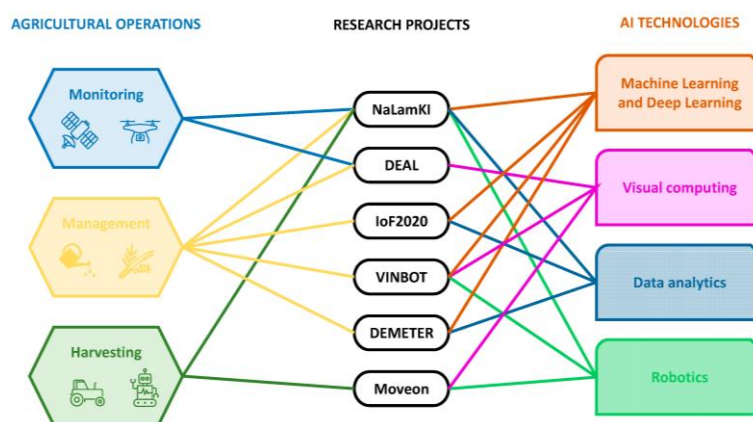 AGRICULTURAL OPERATIONS
RESEARCH PROJECTS
AI TECHNOLOGIES
Monitoring
Management
Harvesting
NaLamKI
DEAL
IoF2020
VINBOT
DEMETER
Moveon
Machine Learning
and Deep Learning
Visual computing
Data analytics
Robotics